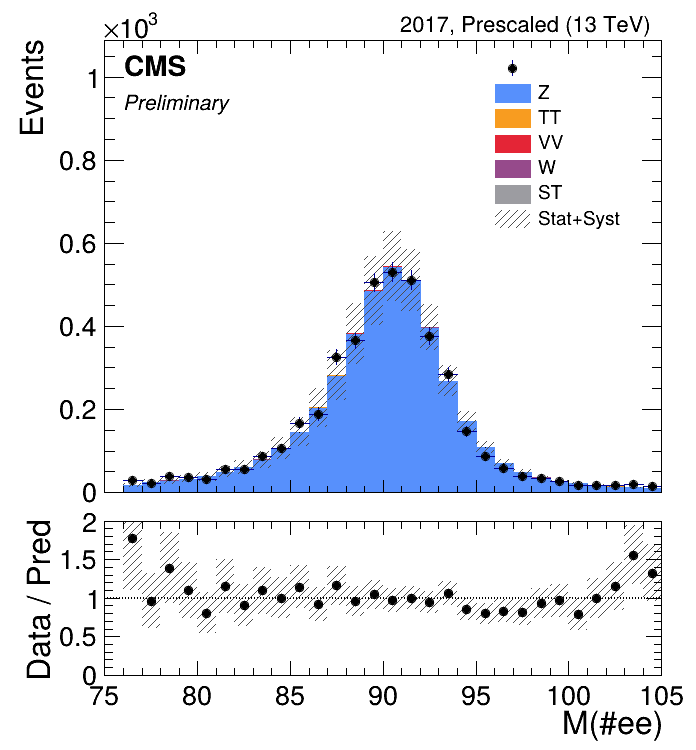 ×10³
2017, Prescaled (13 TeV)
Events
CMS
Preliminary
Z
TT
VV
W
ST
Stat+Syst
1
0.8
0.6
0.4
0.2
0
Data / Pred
2
1.5
1
0.5
0
75 80 85 90 95 100 105
M(#ee)